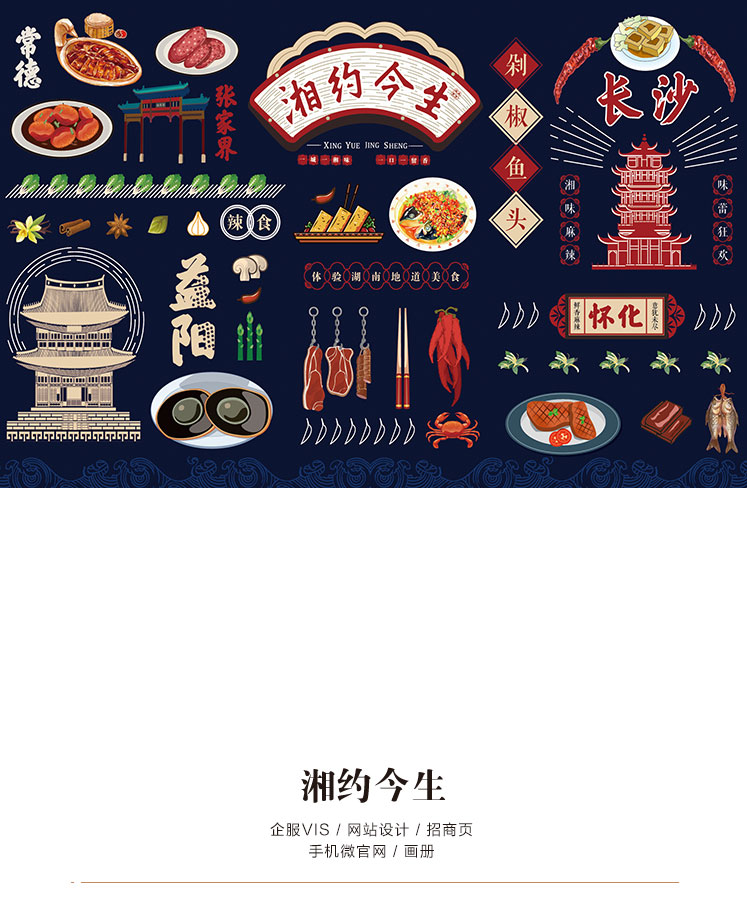 常德
张家界
湘约今生
XING YUE JING SHENG
一城一湘味 一口一留香
剁椒鱼头
长沙
湘味麻辣
味蕾狂欢
辣食
益阳
体验湖南地道美食
鲜香麻辣
怀化
意犹未尽
湘约今生
企服VIS / 网站设计 / 招商页
手机微官网 / 画册